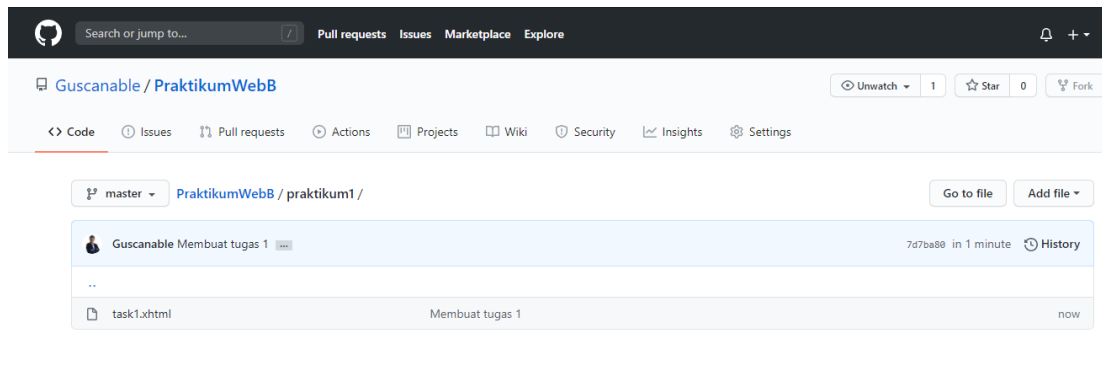 Search or jump to... / Pull requests Issues Marketplace Explore
Guscanable / PraktikumWebB Unwatch 1 Star 0 Fork
<> Code Issues Pull requests Actions Projects Wiki Security Insights Settings
master PraktikumWebB / praktikum1 / Go to file Add file
Guscanable Membuat tugas 1 ... 7d7ba80 in 1 minute History
..
task1.xhtml Membuat tugas 1 now